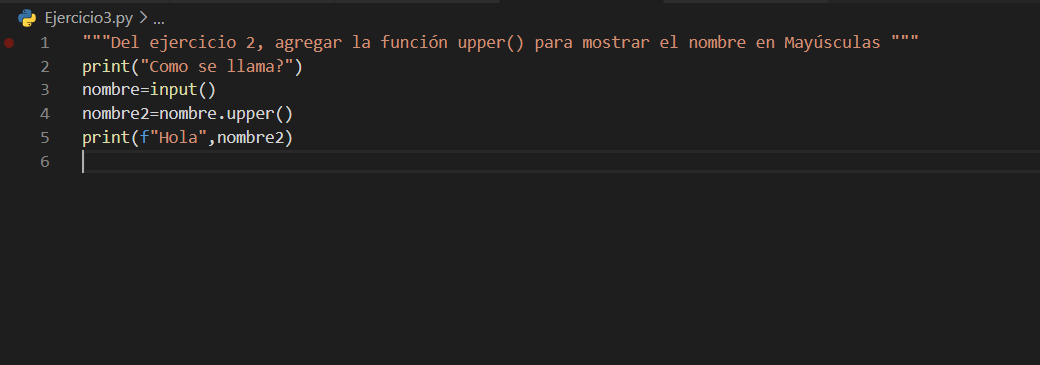 Ejercicio3.py > ...
1 """Del ejercicio 2, agregar la función upper() para mostrar el nombre en Mayúsculas """
2 print("Como se llama?")
3 nombre=input()
4 nombre2=nombre.upper()
5 print(f"Hola",nombre2)
6